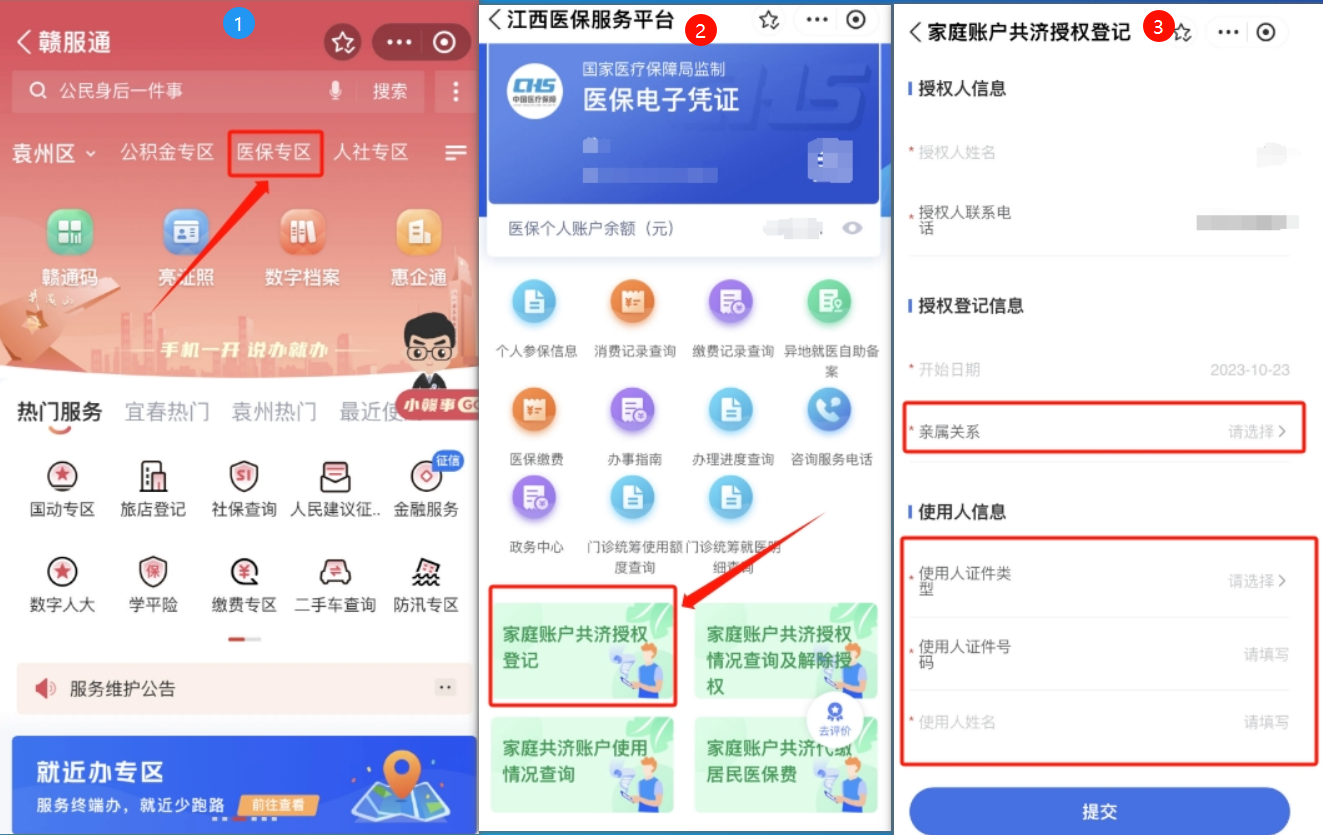 1
赣服通
公民身后一件事
搜索
袁州区
公积金专区
医保专区
人社专区
赣通码
亮证照
数字档案
惠企通
井冈山
手机一开 说办就办
小赣事GO
热门服务
宜春热门
袁州热门
最近使
征信
国动专区
旅店登记
社保查询
人民建议征..
金融服务
数字人大
学平险
缴费专区
二手车查询
防汛专区
服务维护公告
就近办专区
服务终端办，就近少跑路
前往查看
2
江西医保服务平台
CHS
中国医疗保障
国家医疗保障局监制
医保电子凭证
CHS
医保个人账户余额（元）
个人参保信息
消费记录查询
缴费记录查询
异地就医自助备
案
医保缴费
办事指南
办理进度查询
咨询服务电话
政务中心
门诊统筹使用额
度查询
门诊统筹就医明
细查询
家庭账户共济授权
登记
家庭账户共济授权
情况查询及解除授
权
去评价
家庭共济账户使用
情况查询
家庭账户共济代缴
居民医保费
3
家庭账户共济授权登记
授权人信息
* 授权人姓名
* 授权人联系电
话
授权登记信息
* 开始日期
2023-10-23
* 亲属关系
请选择
使用人信息
* 使用人证件类
型
请选择
* 使用人证件号
码
请填写
* 使用人姓名
请填写
提交